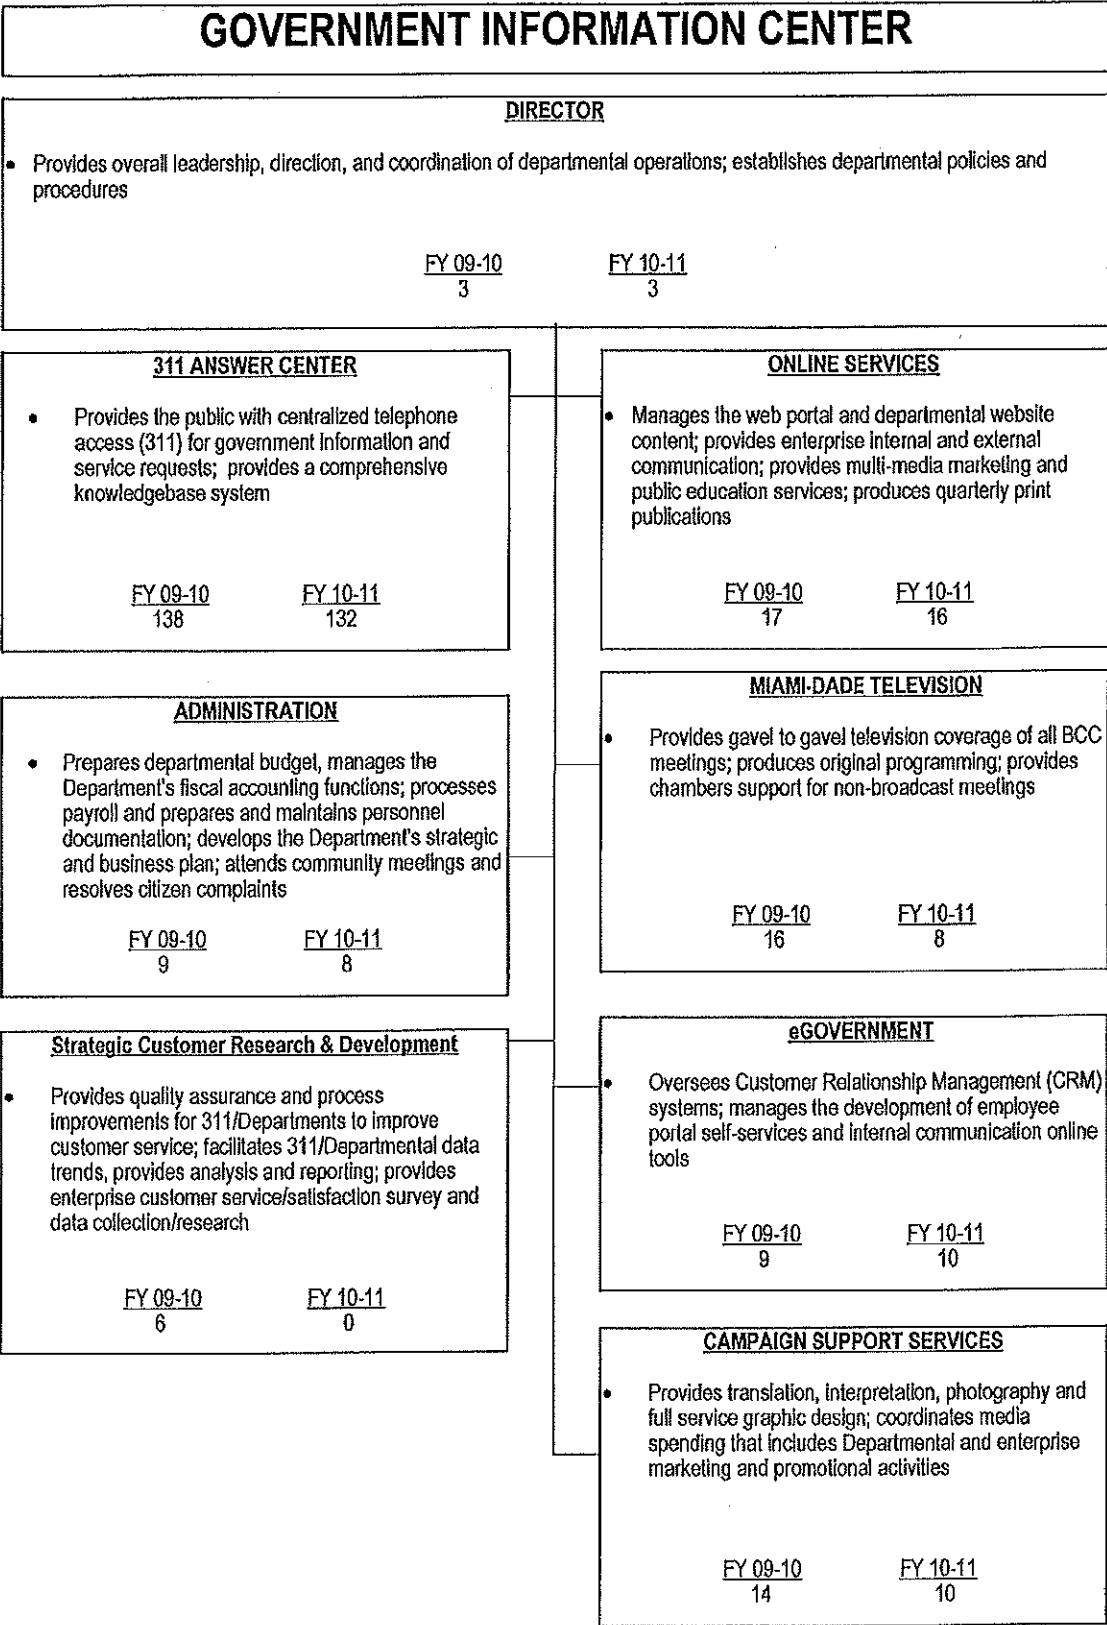 GOVERNMENT INFORMATION CENTER
DIRECTOR
• Provides overall leadership, direction, and coordination of departmental operations; establishes departmental policies and
procedures
FY 09-10 FY 10-11
3 3
311 ANSWER CENTER
• Provides the public with centralized telephone
access (311) for government information and
service requests; provides a comprehensive
knowledgebase system
FY 09-10 FY 10-11
138 132
ONLINE SERVICES
• Manages the web portal and departmental website
content; provides enterprise internal and external
communication; provides multi-media marketing and
public education services; produces quarterly print
publications
FY 09-10 FY 10-11
17 16
ADMINISTRATION
• Prepares departmental budget, manages the
Department's fiscal accounting functions; processes
payroll and prepares and maintains personnel
documentation; develops the Department's strategic
and business plan; attends community meetings and
resolves citizen complaints
FY 09-10 FY 10-11
9 8
MIAMI-DADE TELEVISION
• Provides gavel to gavel television coverage of all BCC
meetings; produces original programming; provides
chambers support for non-broadcast meetings
FY 09-10 FY 10-11
16 8
Strategic Customer Research & Development
• Provides quality assurance and process
improvements for 311/Departments to improve
customer service; facilitates 311/Departmental data
trends, provides analysis and reporting; provides
enterprise customer service/satisfaction survey and
data collection/research
FY 09-10 FY 10-11
6 0
eGOVERNMENT
• Oversees Customer Relationship Management (CRM)
systems; manages the development of employee
portal self-services and internal communication online
tools
FY 09-10 FY 10-11
9 10
CAMPAIGN SUPPORT SERVICES
• Provides translation, interpretation, photography and
full service graphic design; coordinates media
spending that includes Departmental and enterprise
marketing and promotional activities
FY 09-10 FY 10-11
14 10